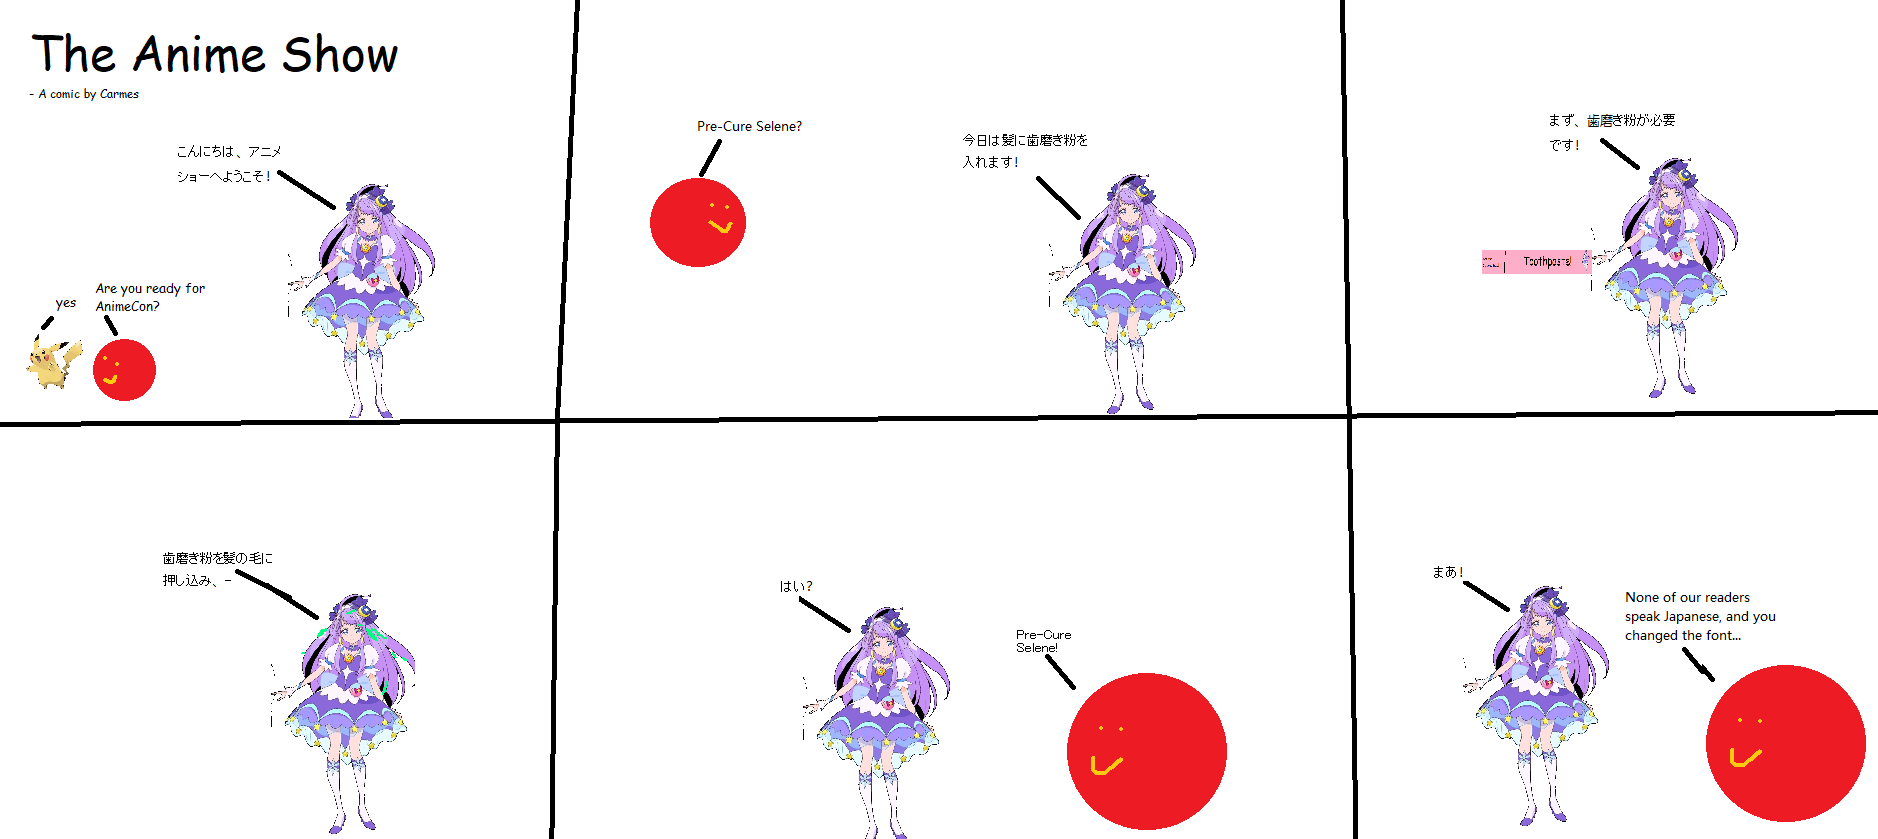 The Anime Show
- A comic by Carmes
こんにちは、アニメ
ショーへようこそ!
yes
Are you ready for
AnimeCon?
Pre-Cure Selene?
今日は髪に歯磨き粉を
入れます!
まず、歯磨き粉が必要
です!
Toothpaste!
歯磨き粉を髪の毛に
押し込み、-
はい?
Pre-Cure
Selene!
まあ!
None of our readers
speak Japanese, and you
changed the font...